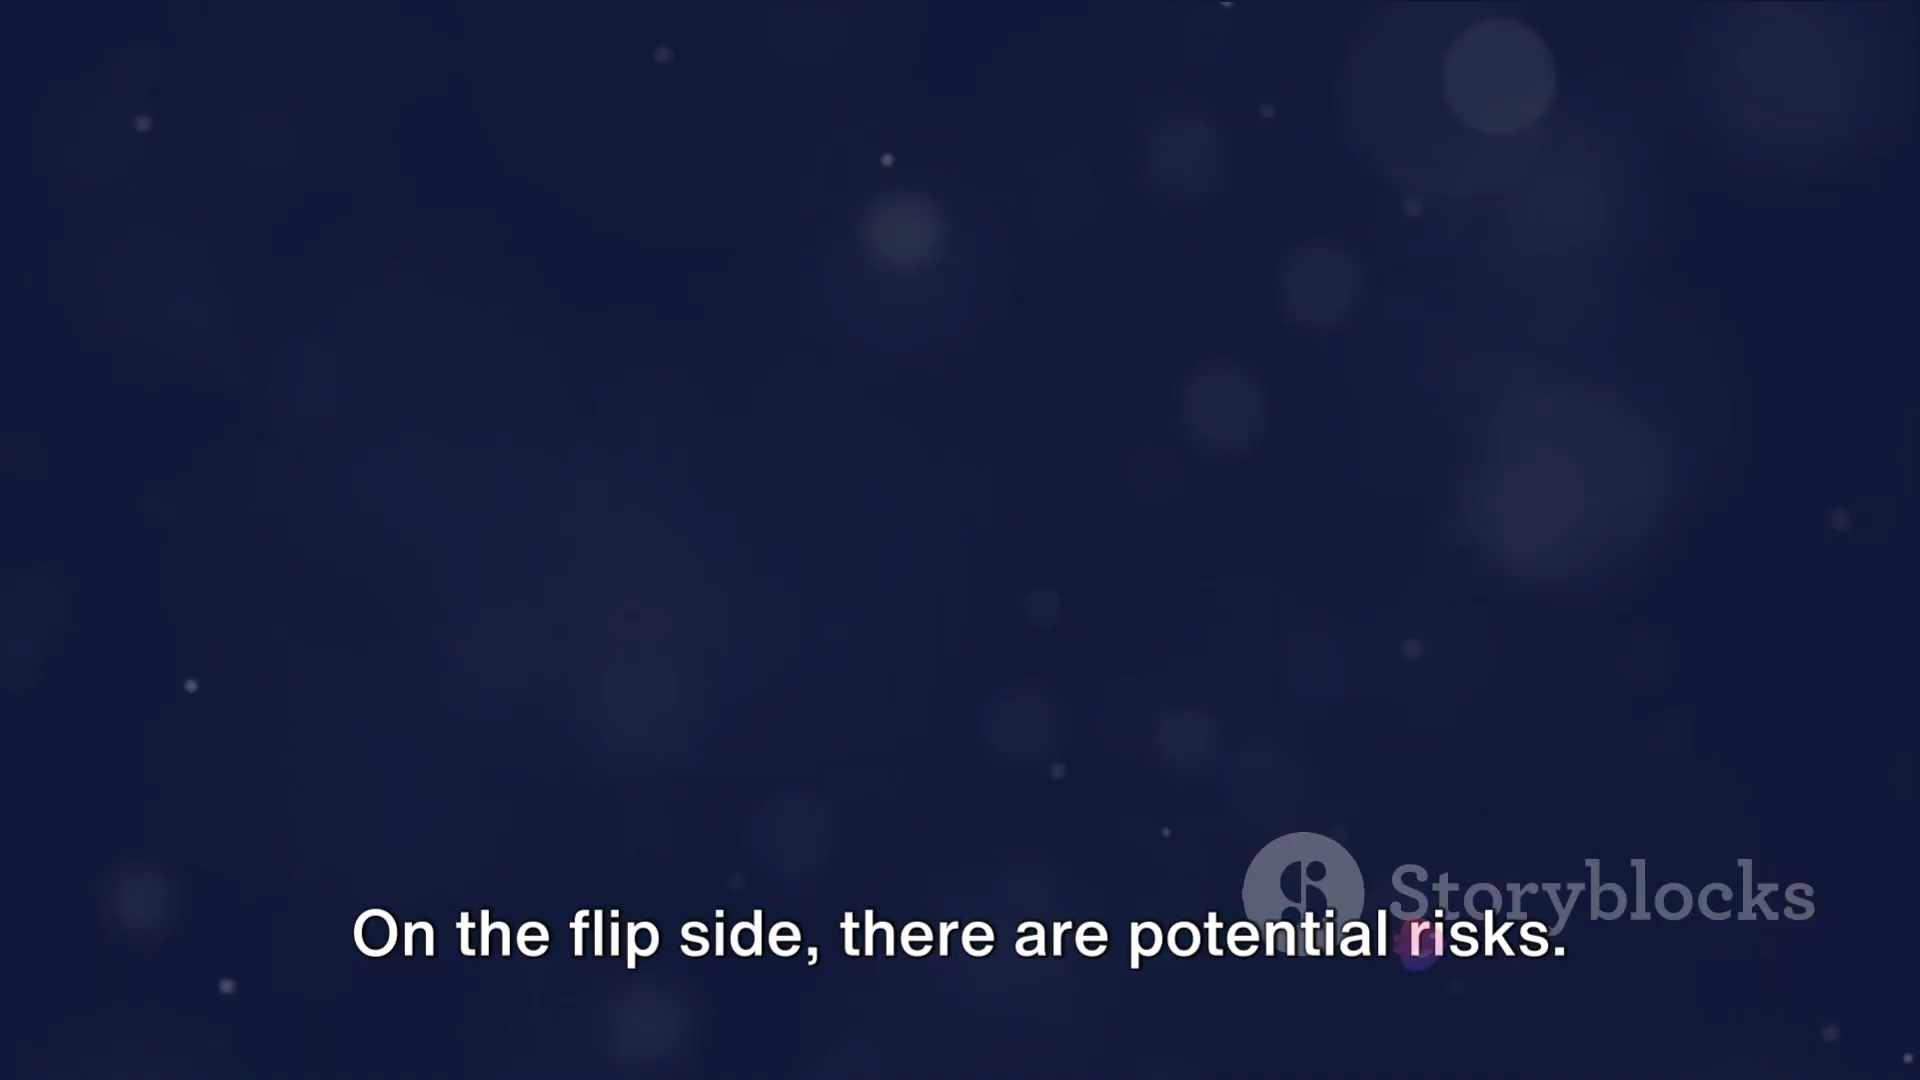 Storyblocks
On the flip side, there are potential risks.